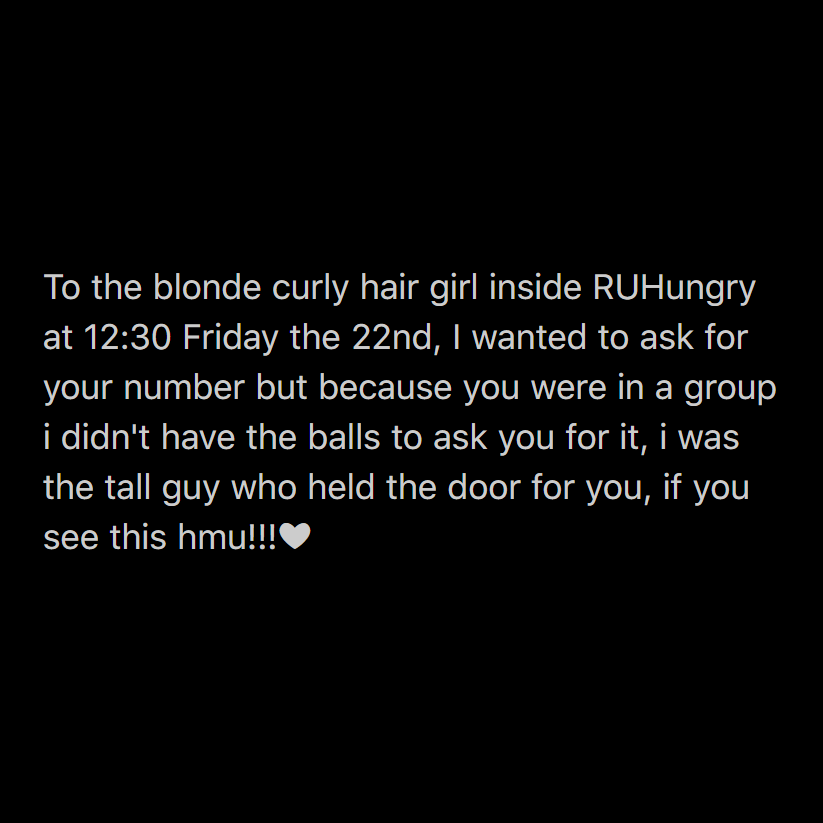 To the blonde curly hair girl inside RUHungry
at 12:30 Friday the 22nd, I wanted to ask for
your number but because you were in a group
i didn't have the balls to ask you for it, i was
the tall guy who held the door for you, if you
see this hmu!!!♥